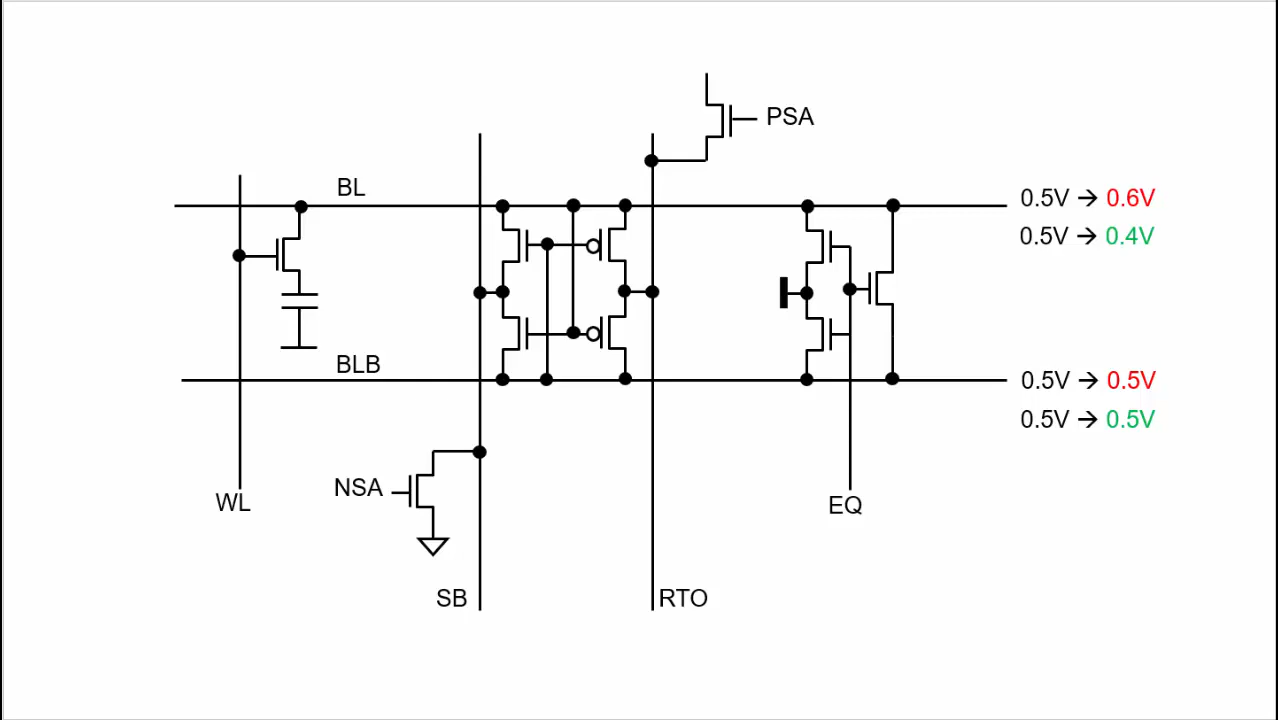 PSA
BL
0.5V → 0.6V
0.5V → 0.4V
BLB
0.5V → 0.5V
0.5V → 0.5V
NSA
WL
EQ
SB
RTO